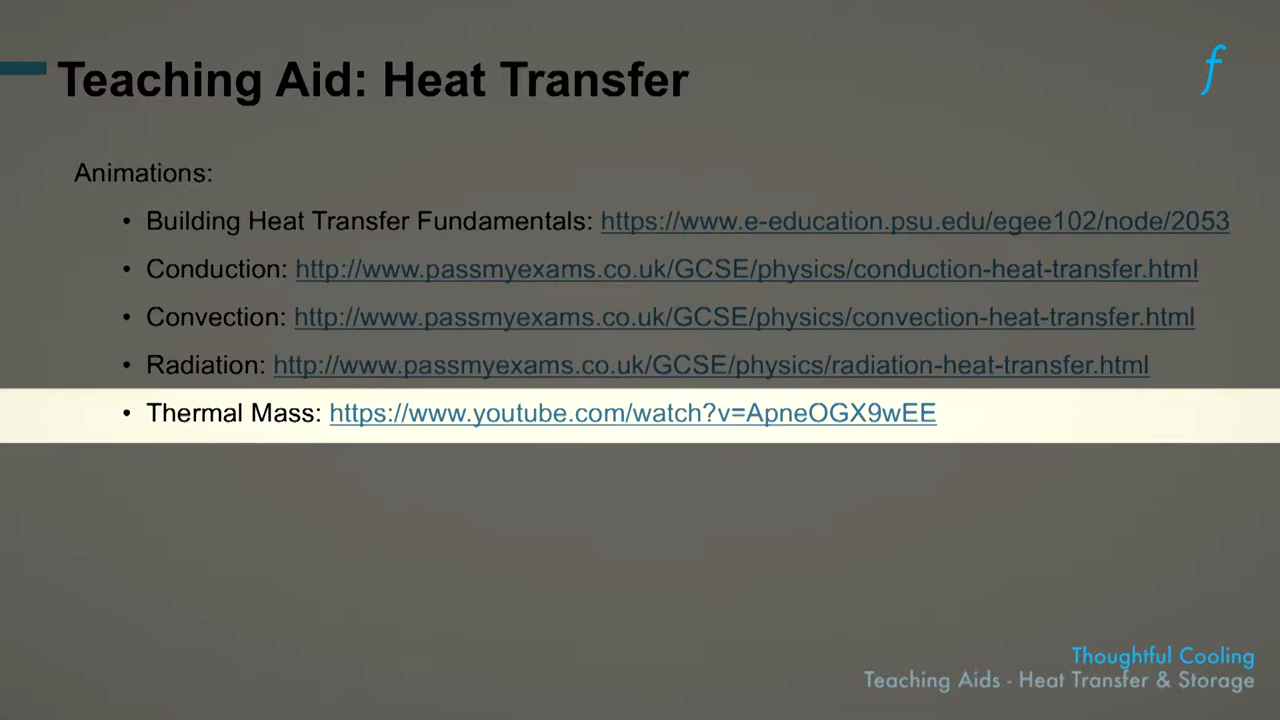 Teaching Aid: Heat Transfer
f
Animations:
• Building Heat Transfer Fundamentals: https://www.e-education.psu.edu/egee102/node/2053
• Conduction: http://www.passmyexams.co.uk/GCSE/physics/conduction-heat-transfer.html
• Convection: http://www.passmyexams.co.uk/GCSE/physics/convection-heat-transfer.html
• Radiation: http://www.passmyexams.co.uk/GCSE/physics/radiation-heat-transfer.html
• Thermal Mass: https://www.youtube.com/watch?v=ApneOGX9wEE
Thoughtful Cooling
Teaching Aids - Heat Transfer & Storage